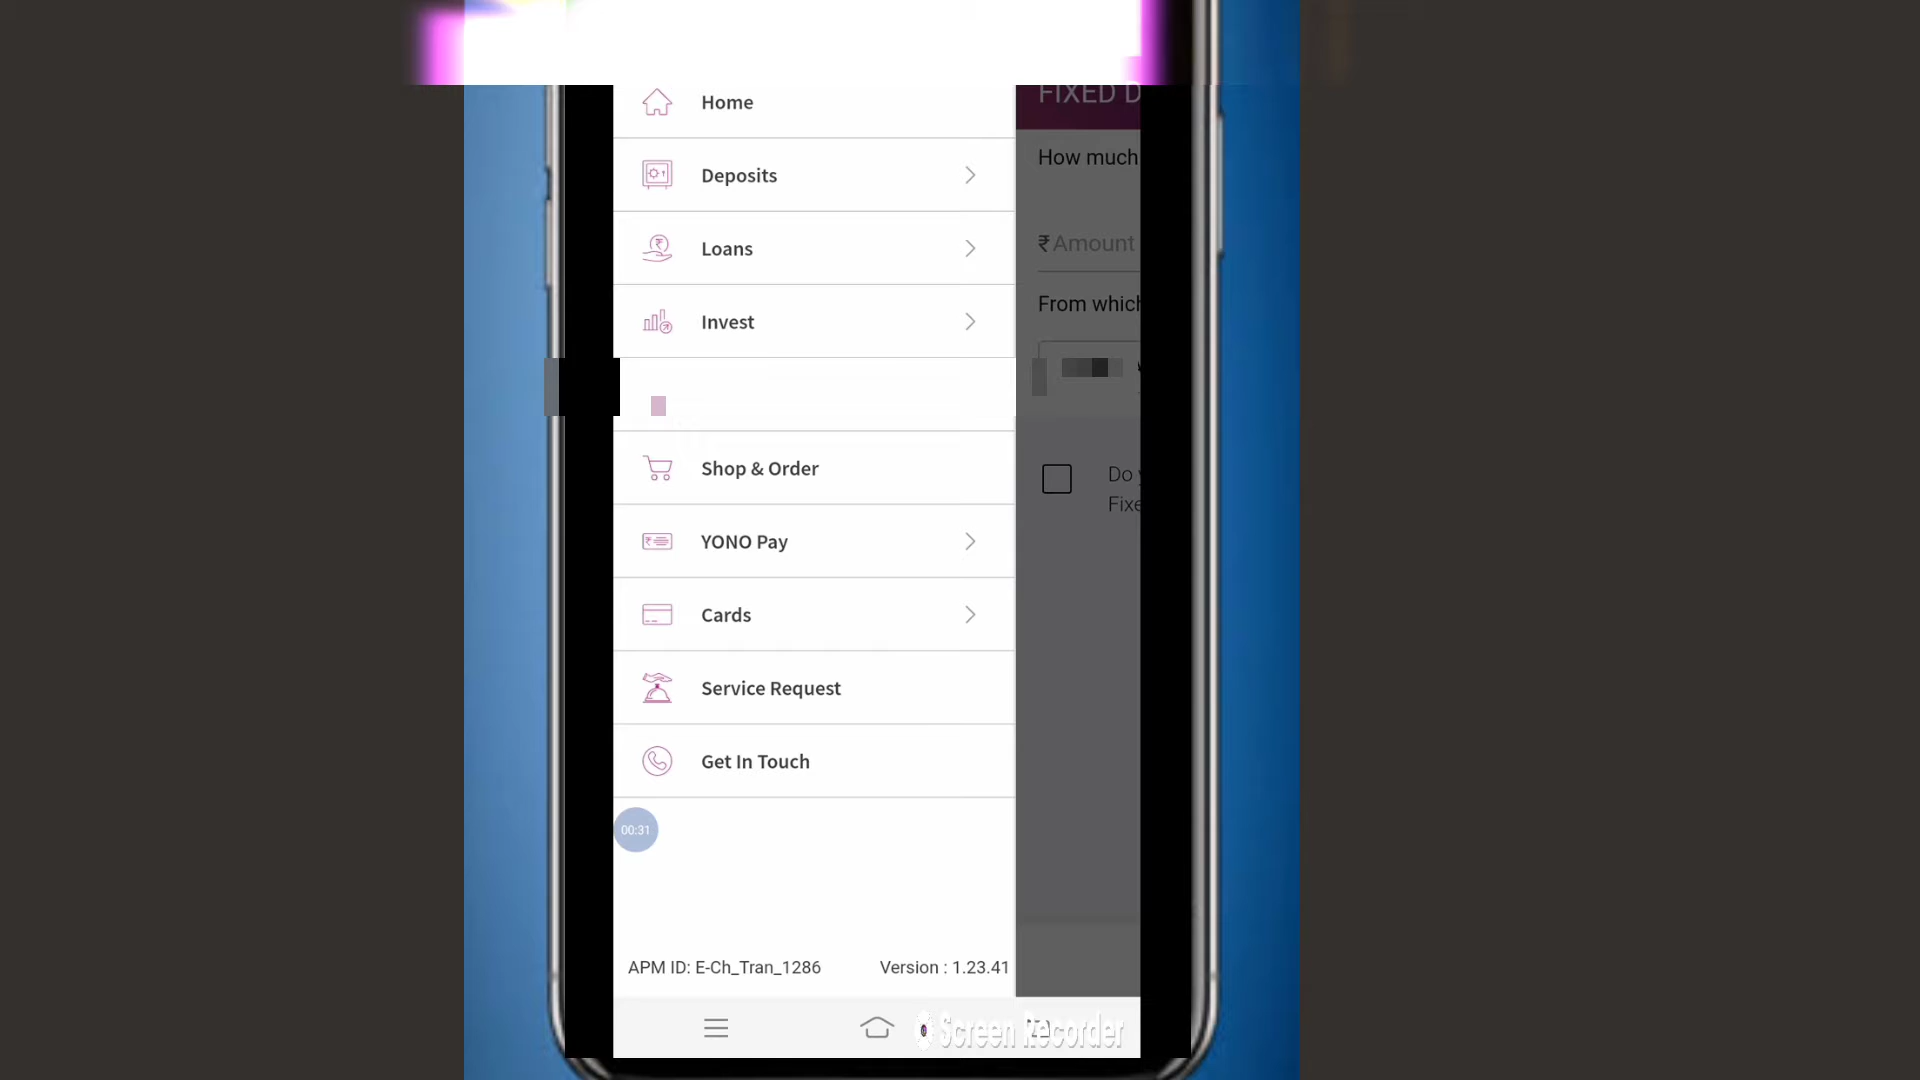 Home
FIXED D
How much
Deposits
₹Amount
Loans
From which
Invest
Shop & Order
Do
Fixe
YONO Pay
Cards
Service Request
Get In Touch
00:31
APM ID: E-Ch_Tran_1286
Version : 1.23.41
Screen Recorder